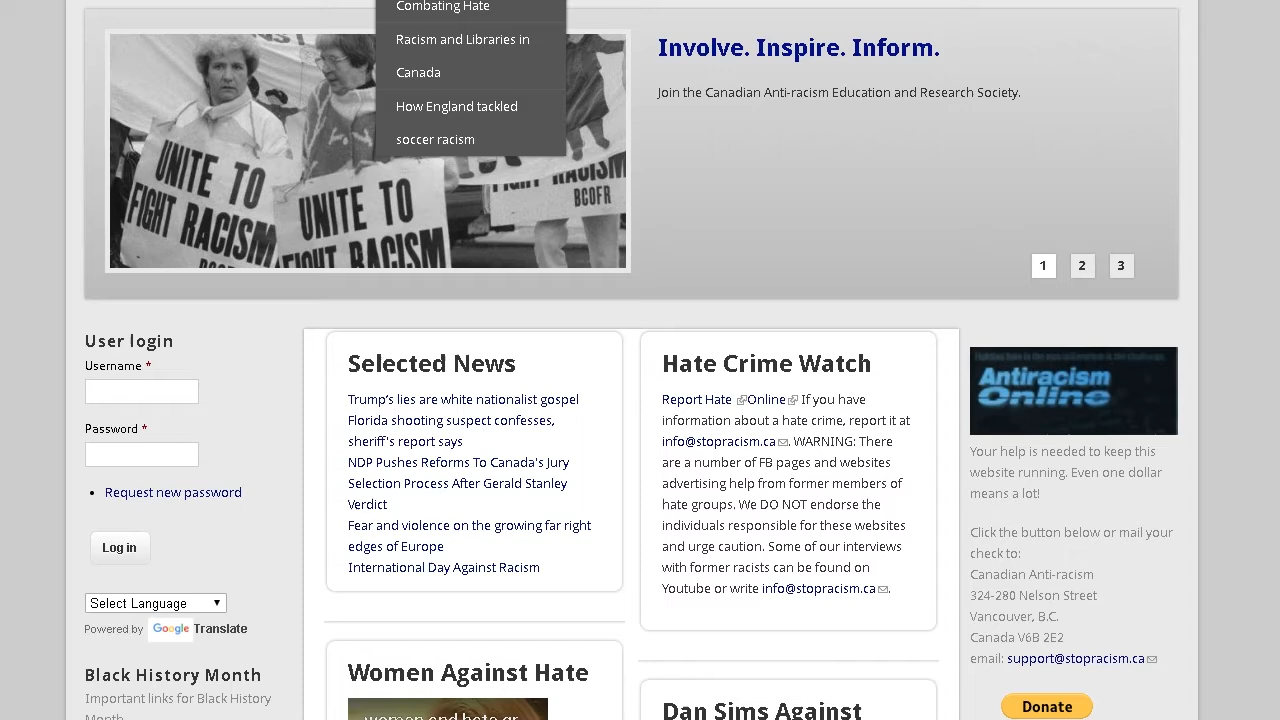 Combating Hate
Racism and Libraries in
Canada
How England tackled
soccer racism
UNITE TO
FIGHT RACISM
UNITE TO
FIGHT RACISM
FIGHT RACISM
BCOFR
Involve. Inspire. Inform.
Join the Canadian Anti-racism Education and Research Society.
1 2 3
User login
Username *
Password *
Request new password
Log in
Select Language
Powered by Google Translate
Black History Month
Important links for Black History
Month
Selected News
Trump's lies are white nationalist gospel
Florida shooting suspect confesses,
sheriff's report says
NDP Pushes Reforms To Canada's Jury
Selection Process After Gerald Stanley
Verdict
Fear and violence on the growing far right
edges of Europe
International Day Against Racism
Women Against Hate
women and hate gr
Hate Crime Watch
Report Hate Online If you have
information about a hate crime, report it at
info@stopracism.ca. WARNING: There
are a number of FB pages and websites
advertising help from former members of
hate groups. We DO NOT endorse the
individuals responsible for these websites
and urge caution. Some of our interviews
with former racists can be found on
Youtube or write info@stopracism.ca.
Dan Sims Against
Antiracism
Online
Your help is needed to keep this
website running. Even one dollar
means a lot!
Click the button below or mail your
check to:
Canadian Anti-racism
324-280 Nelson Street
Vancouver, B.C.
Canada V6B 2E2
email: support@stopracism.ca
Donate